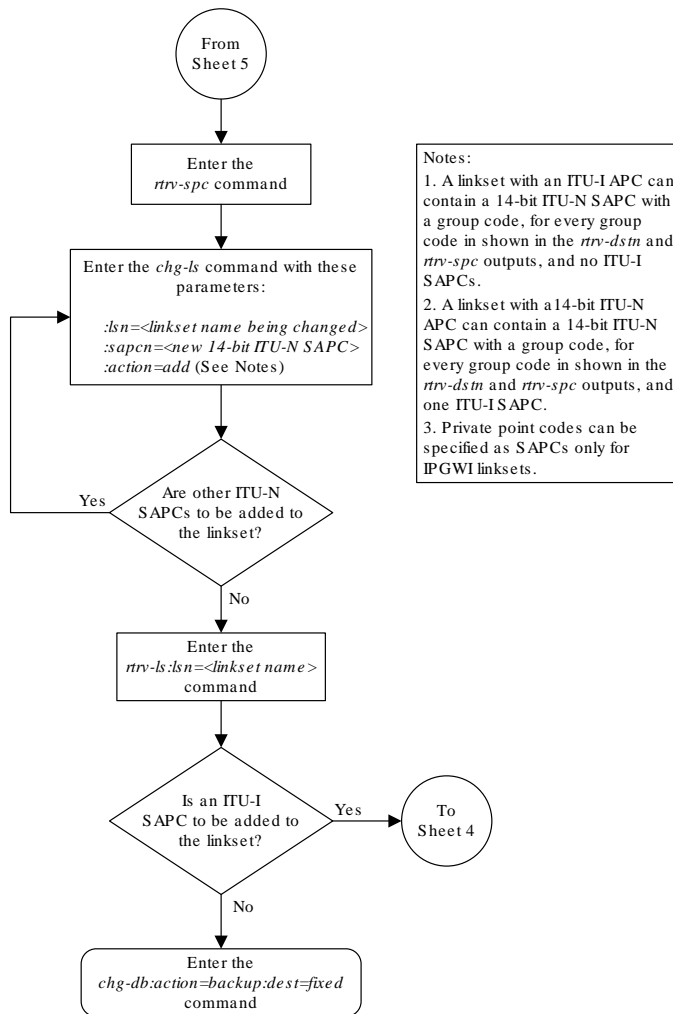 From
Sheet 5
Enter the
rtrv-spc command
Enter the chg-ls command with these
parameters:
:lsn=<linkset name being changed>
:sapcn=<new 14-bit ITU-N SAPC>
:action=add (See Notes)
Yes
Are other ITU-N
SAPCs to be added to
the linkset?
No
Enter the
rtrv-ls:lsn=<linkset name>
command
Is an ITU-I
SAPC to be added to
the linkset?
Yes
To
Sheet 4
No
Enter the
chg-db:action=backup:dest=fixed
command
Notes:
1. A linkset with an ITU-I APC can
contain a 14-bit ITU-N SAPC with
a group code, for every group
code in shown in the rtrv-dstn and
rtrv-spc outputs, and no ITU-I
SAPCs.
2. A linkset with a14-bit ITU-N
APC can contain a 14-bit ITU-N
SAPC with a group code, for
every group code in shown in the
rtrv-dstn and rtrv-spc outputs, and
one ITU-I SAPC.
3. Private point codes can be
specified as SAPCs only for
IPGWI linksets.